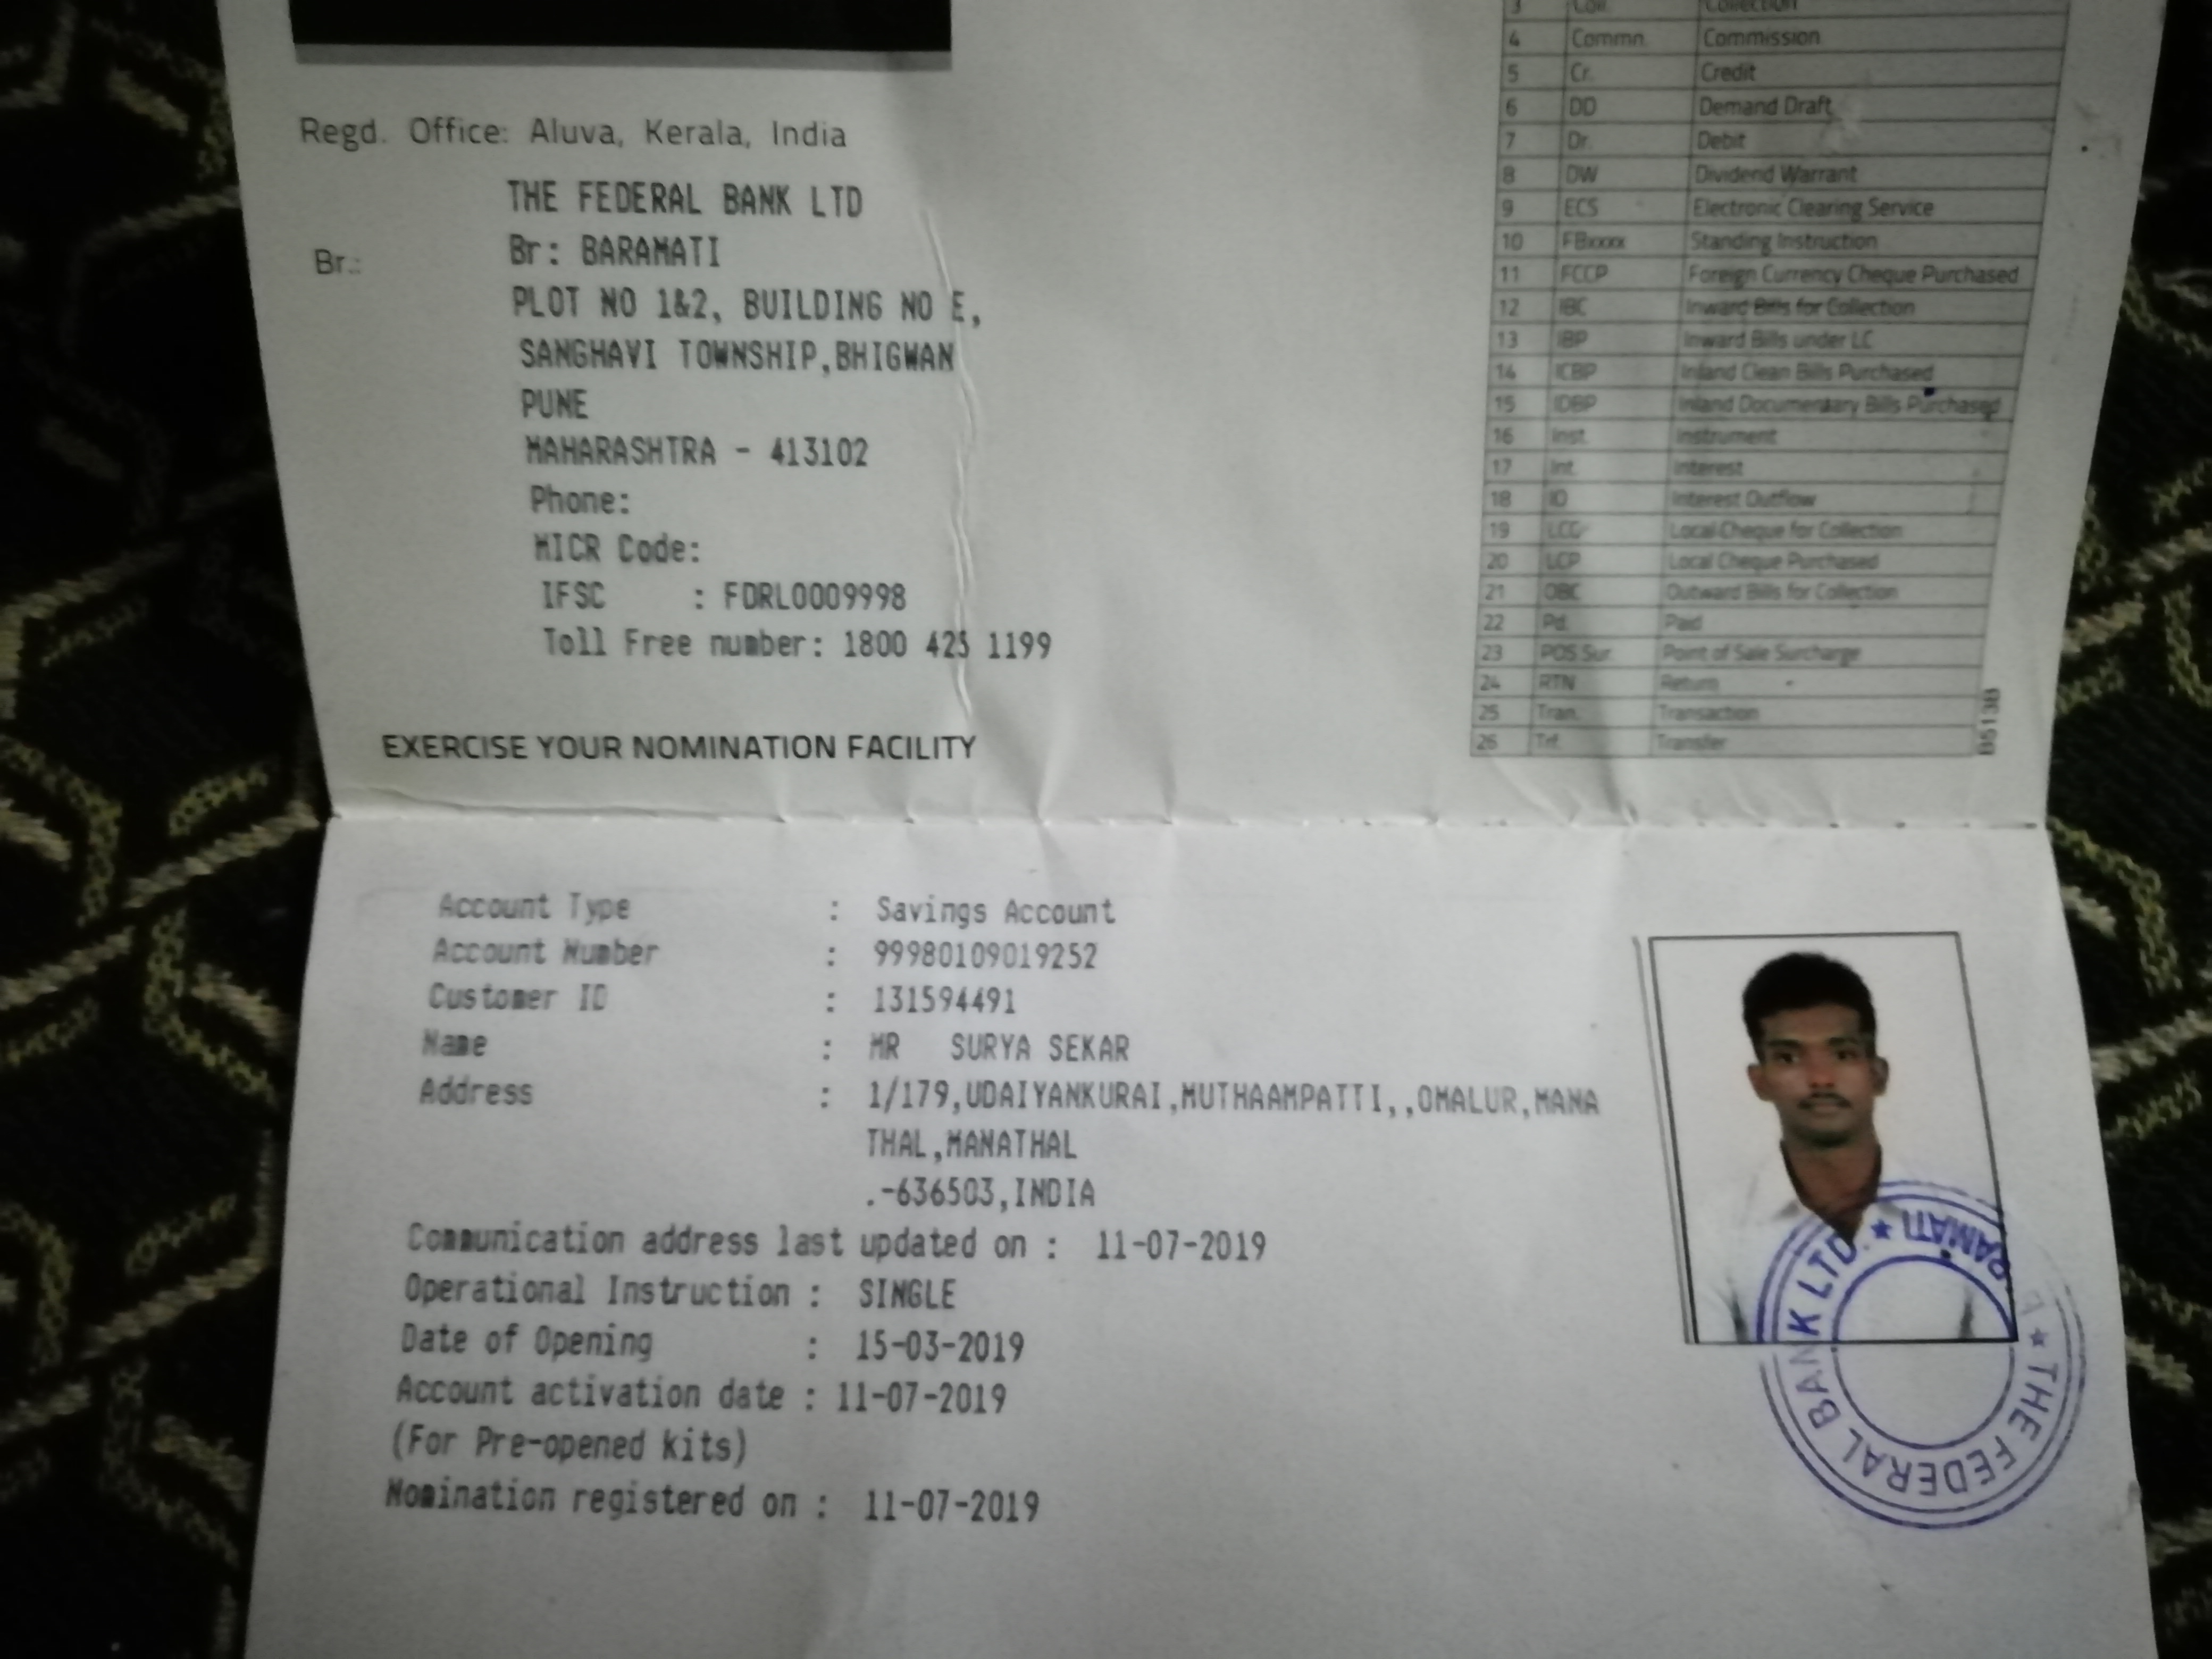 Regd. Office: Aluva, Kerala, India
Br.:
THE FEDERAL BANK LTD
Br: BARAMATI
PLOT NO 1&2, BUILDING NO E,
SANGHAVI TOWNSHIP,BHIGWAN
PUNE
MAHARASHTRA - 413102
Phone:
MICR Code:
IFSC : FDRL0009998
Toll Free number: 1800 425 1199
EXERCISE YOUR NOMINATION FACILITY
3 Coll. Collection
4 Commn. Commission
5 Cr. Credit
6 DD Demand Draft
7 Dr. Debit
8 DW Dividend Warrant
9 ECS Electronic Clearing Service
10 FBxxxx Standing Instruction
11 FCCP Foreign Currency Cheque Purchased
12 IBC Inward Bills for Collection
13 IBP Inward Bills under LC
14 ICBP Inland Clean Bills Purchased
15 IDBP Inland Documentary Bills Purchased
16 Inst. Instrument
17 Int. Interest
18 IO Interest Outflow
19 LCC Local Cheque for Collection
20 LCP Local Cheque Purchased
21 OBC Outward Bills for Collection
22 Pd. Paid
23 POS Sur. Point of Sale Surcharge
24 RTN Return
25 Tran. Transaction
26 Trf. Transfer
Account Type : Savings Account
Account Number : 99980109019252
Customer ID : 131594491
Name : MR SURYA SEKAR
Address : 1/179,UDAIYANKURAI,MUTHAAMPATTI,,OMALUR,MANA
THAL,MANATHAL
.-636503,INDIA
Communication address last updated on : 11-07-2019
Operational Instruction : SINGLE
Date of Opening : 15-03-2019
Account activation date : 11-07-2019
(For Pre-opened kits)
Nomination registered on : 11-07-2019
★ THE FEDERAL BANK LTD. ★